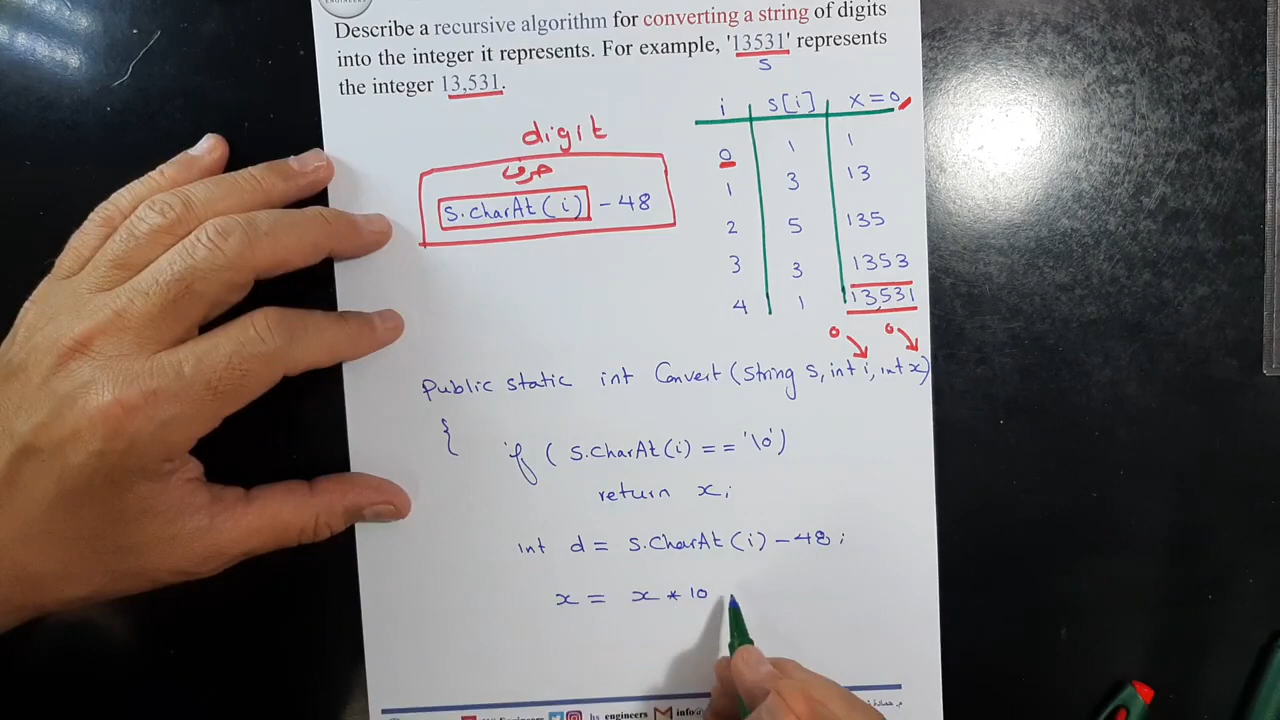 Describe a recursive algorithm for converting a string of digits
into the integer it represents. For example, '13531' represents
the integer 13,531.
s
i s[i] x=0
0 1 1
1 3 13
2 5 135
3 3 1353
4 1 13,531
digit
حرف
s.charAt(i) - 48
0 0
Public static int Convert (String s, int i, int x)
{
if ( s.CharAt(i) == '\0')
return x;
int d = s.CharAt(i) - 48;
x = x * 10
hs_engineers